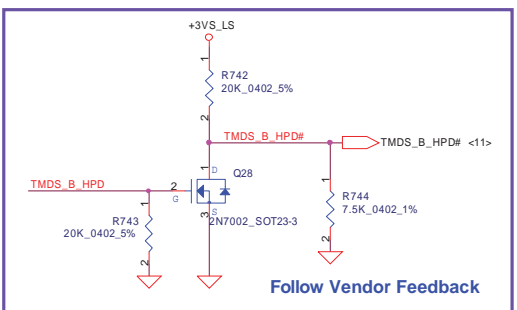 +3VS_LS
1
R742
20K_0402_5%
2
TMDS_B_HPD#
TMDS_B_HPD# <11>
TMDS_B_HPD
1
D
Q28
2
G
1
R743
20K_0402_5%
2
S
3
2N7002_SOT23-3
1
R744
7.5K_0402_1%
2
Follow Vendor Feedback